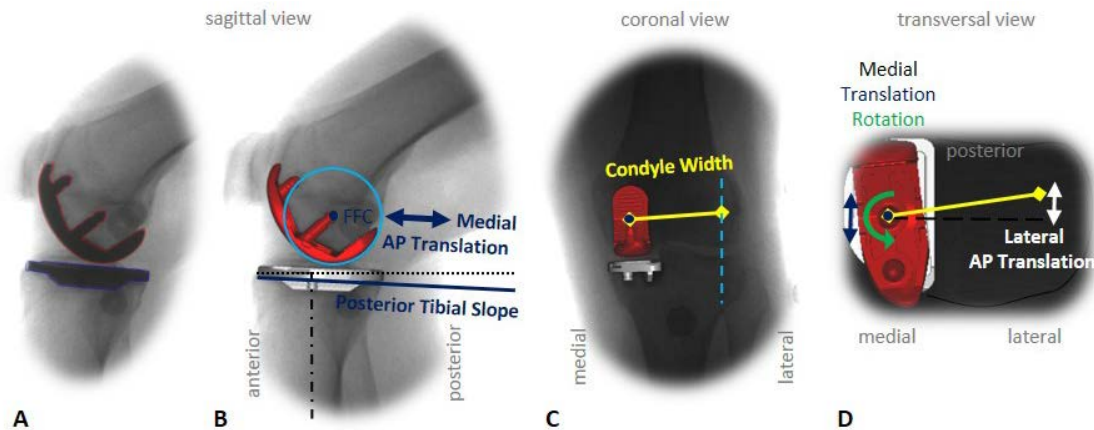 sagittal view
coronal view
transversal view
Medial
Translation
Rotation
posterior
Condyle Width
FFC
Medial
AP Translation
Lateral
AP Translation
Posterior Tibial Slope
anterior
posterior
medial
lateral
medial
lateral
A
B
C
D